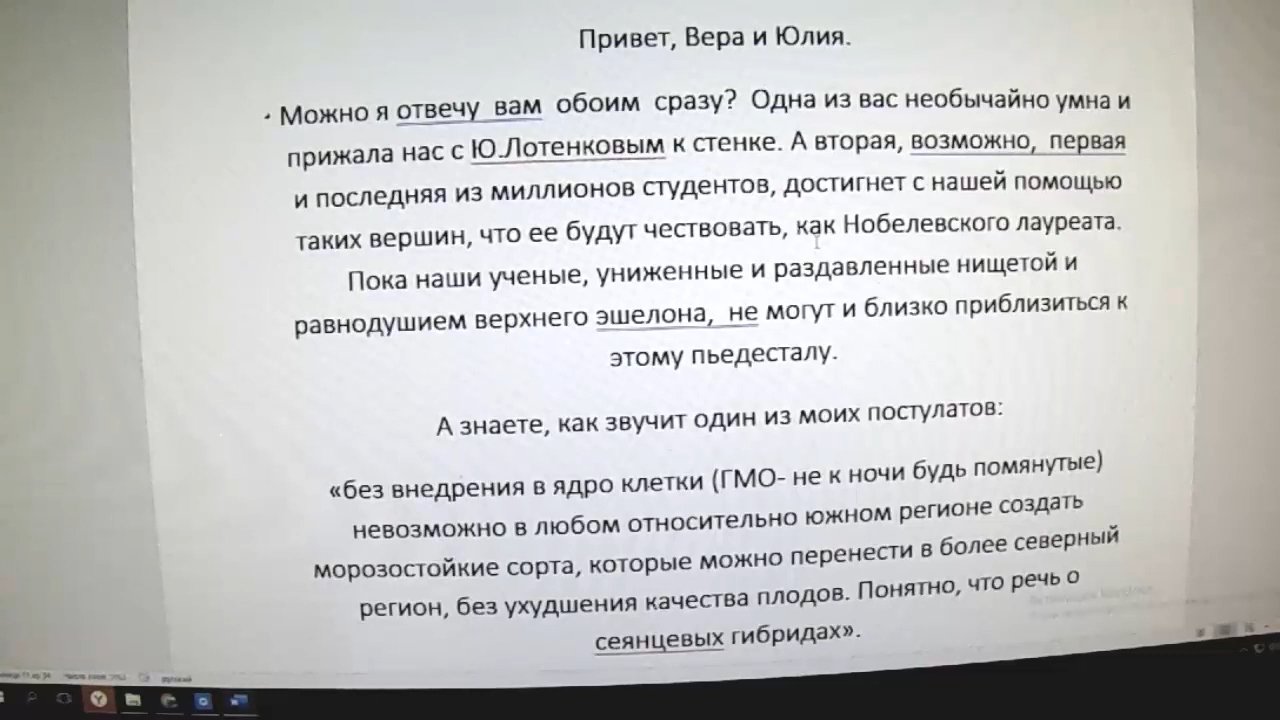 Привет, Вера и Юлия.
Можно я отвечу вам обоим сразу? Одна из вас необычайно умна и
прижала нас с Ю.Лотенковым к стенке. А вторая, возможно, первая
и последняя из миллионов студентов, достигнет с нашей помощью
таких вершин, что ее будут чествовать, как Нобелевского лауреата.
Пока наши ученые, униженные и раздавленные нищетой и
равнодушием верхнего эшелона, не могут и близко приблизиться к
этому пьедесталу.
А знаете, как звучит один из моих постулатов:
«без внедрения в ядро клетки (ГМО- не к ночи будь помянутые)
невозможно в любом относительно южном регионе создать
морозостойкие сорта, которые можно перенести в более северный
регион, без ухудшения качества плодов. Понятно, что речь о
сеянцевых гибридах».
русский